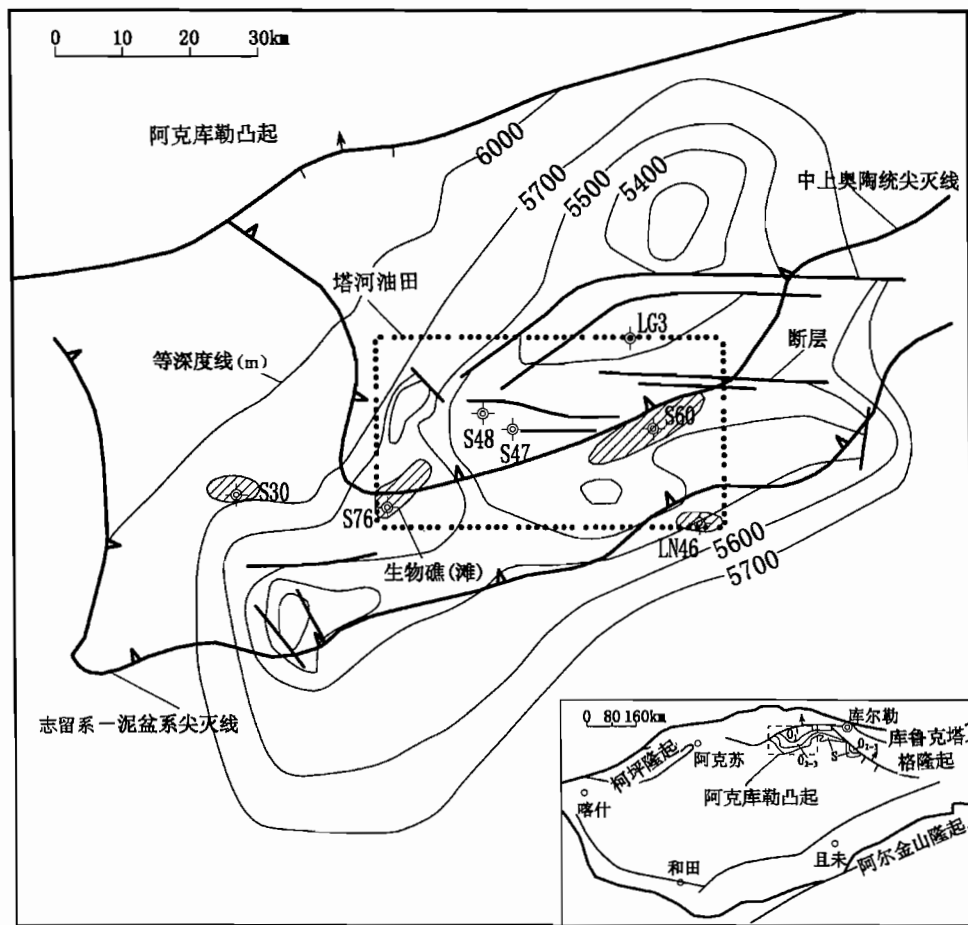 0 10 20 30km
阿克库勒凸起
6000
5700
5500
5400
中上奥陶统尖灭线
塔河油田
LG3
断层
等深度线(m)
S48
S47
S60
S30
S76
LN46
生物礁(滩)
5600
5700
志留系—泥盆系尖灭线
0 80 160km
库尔勒
库鲁克塔
格隆起
柯坪隆起
阿克苏
S
阿克库勒凸起
喀什
和田
且末
阿尔金山隆起